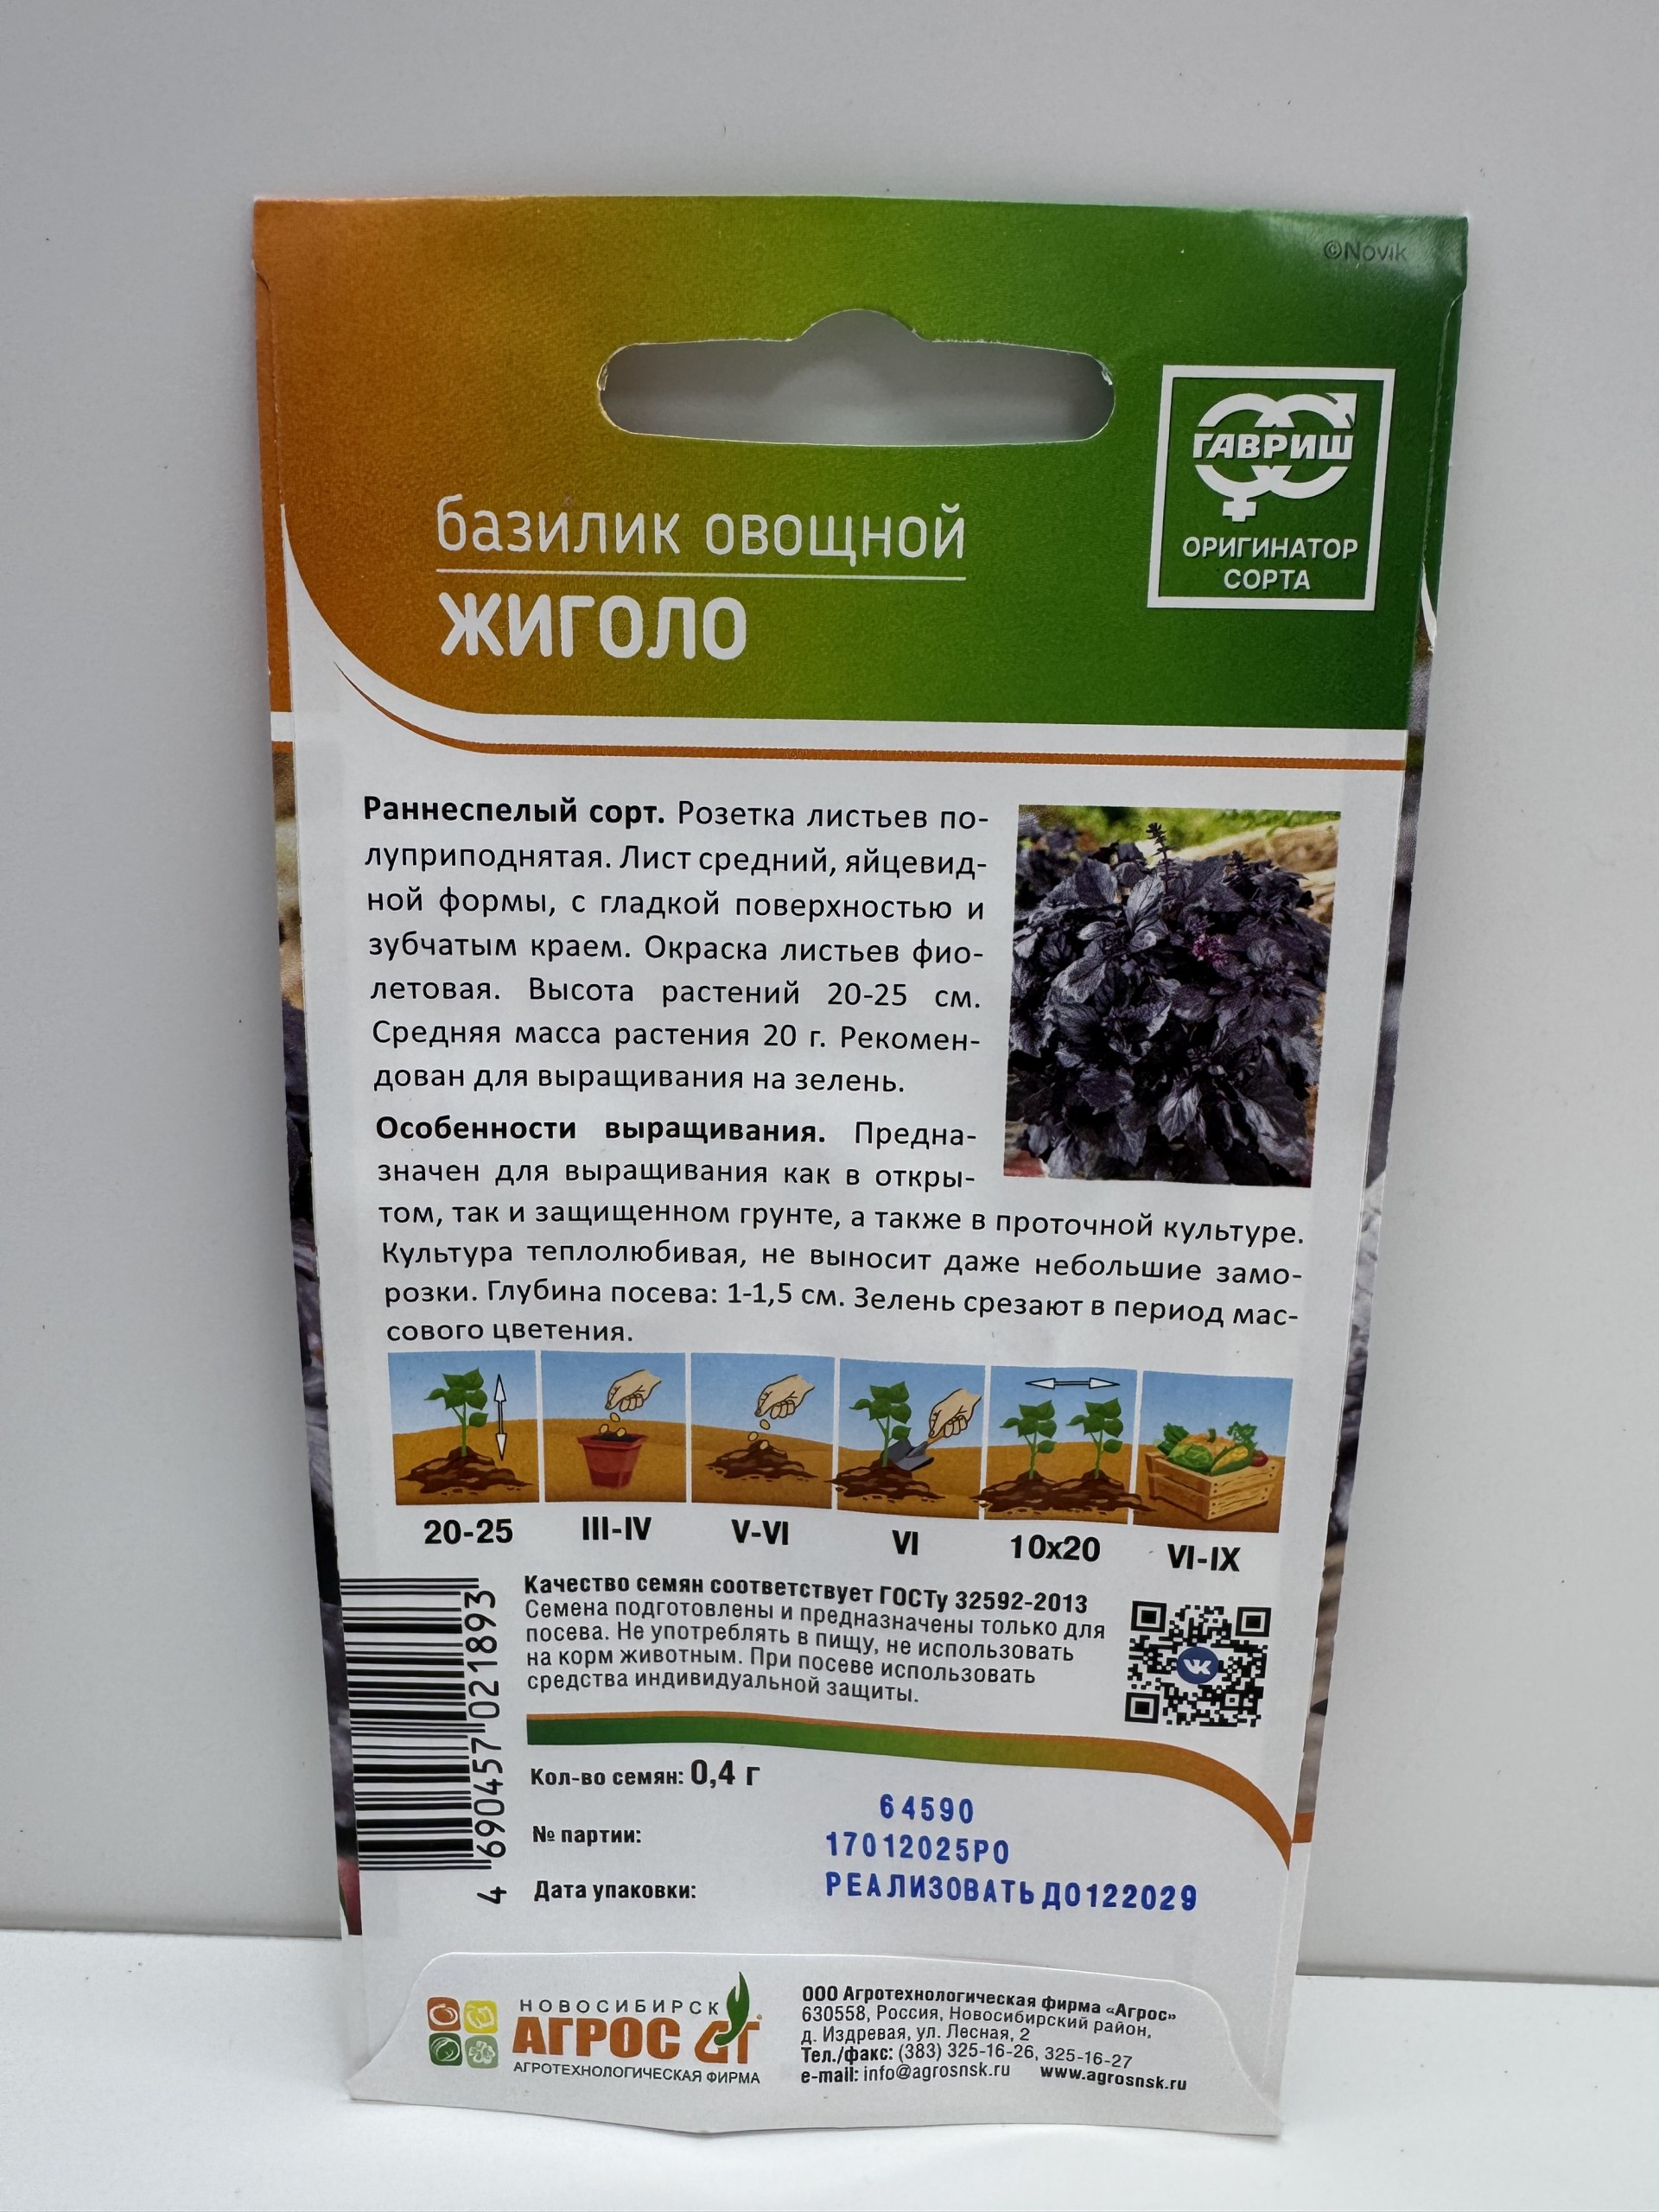 ©Novik
ГАВРИШ
ОРИГИНАТОР
СОРТА
базилик овощной
ЖИГОЛО
Раннеспелый сорт. Розетка листьев по-
луприподнятая. Лист средний, яйцевид-
ной формы, с гладкой поверхностью и
зубчатым краем. Окраска листьев фио-
летовая. Высота растений 20-25 см.
Средняя масса растения 20 г. Рекомен-
дован для выращивания на зелень.
Особенности выращивания. Предна-
значен для выращивания как в откры-
том, так и защищенном грунте, а также в проточной культуре.
Культура теплолюбивая, не выносит даже небольшие замо-
розки. Глубина посева: 1-1,5 см. Зелень срезают в период мас-
сового цветения.
20-25 III-IV V-VI VI 10x20 VI-IX
Качество семян соответствует ГОСТу 32592-2013
Семена подготовлены и предназначены только для
посева. Не употреблять в пищу, не использовать
на корм животным. При посеве использовать
средства индивидуальной защиты.
4 690457 021893
Кол-во семян: 0,4 г
64590
№ партии: 17012025РО
Дата упаковки: РЕАЛИЗОВАТЬ ДО122029
НОВОСИБИРСК
АГРОС
АГРОТЕХНОЛОГИЧЕСКАЯ ФИРМА
ООО Агротехнологическая фирма «Агрос»
630558, Россия, Новосибирский район,
д. Издревая, ул. Лесная, 2
Тел./факс: (383) 325-16-26, 325-16-27
e-mail: info@agrosnsk.ru www.agrosnsk.ru